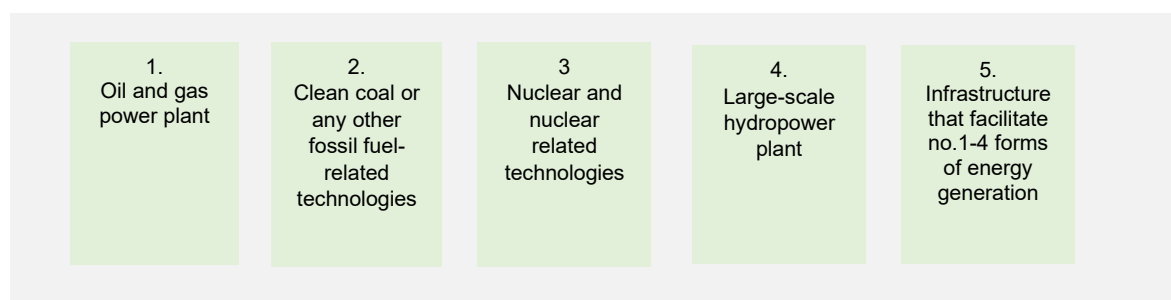 1.
Oil and gas
power plant
2.
Clean coal or
any other
fossil fuel-
related
technologies
3
Nuclear and
nuclear
related
technologies
4.
Large-scale
hydropower
plant
5.
Infrastructure
that facilitate
no.1-4 forms
of energy
generation